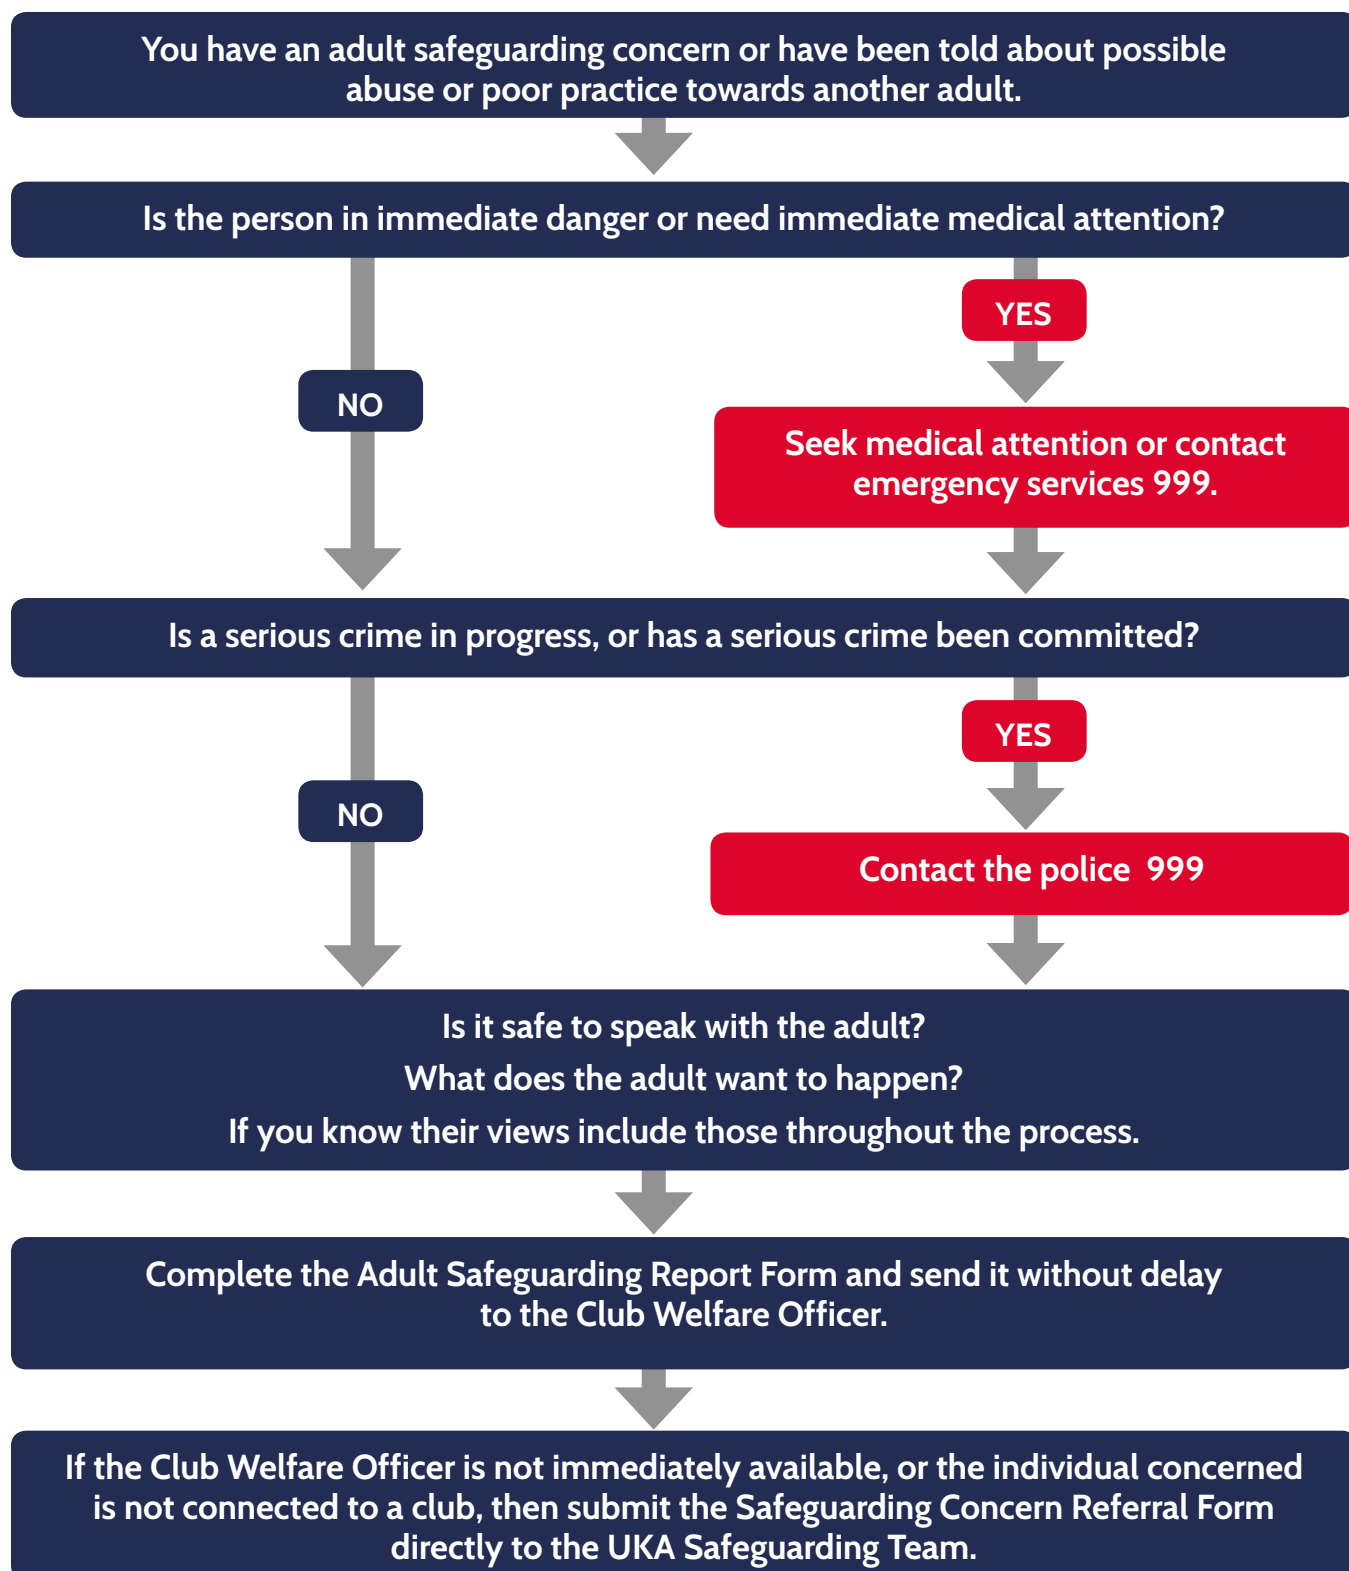 You have an adult safeguarding concern or have been told about possible
abuse or poor practice towards another adult.
Is the person in immediate danger or need immediate medical attention?
YES
NO
Seek medical attention or contact
emergency services 999.
Is a serious crime in progress, or has a serious crime been committed?
YES
NO
Contact the police 999
Is it safe to speak with the adult?
What does the adult want to happen?
If you know their views include those throughout the process.
Complete the Adult Safeguarding Report Form and send it without delay
to the Club Welfare Officer.
If the Club Welfare Officer is not immediately available, or the individual concerned
is not connected to a club, then submit the Safeguarding Concern Referral Form
directly to the UKA Safeguarding Team.